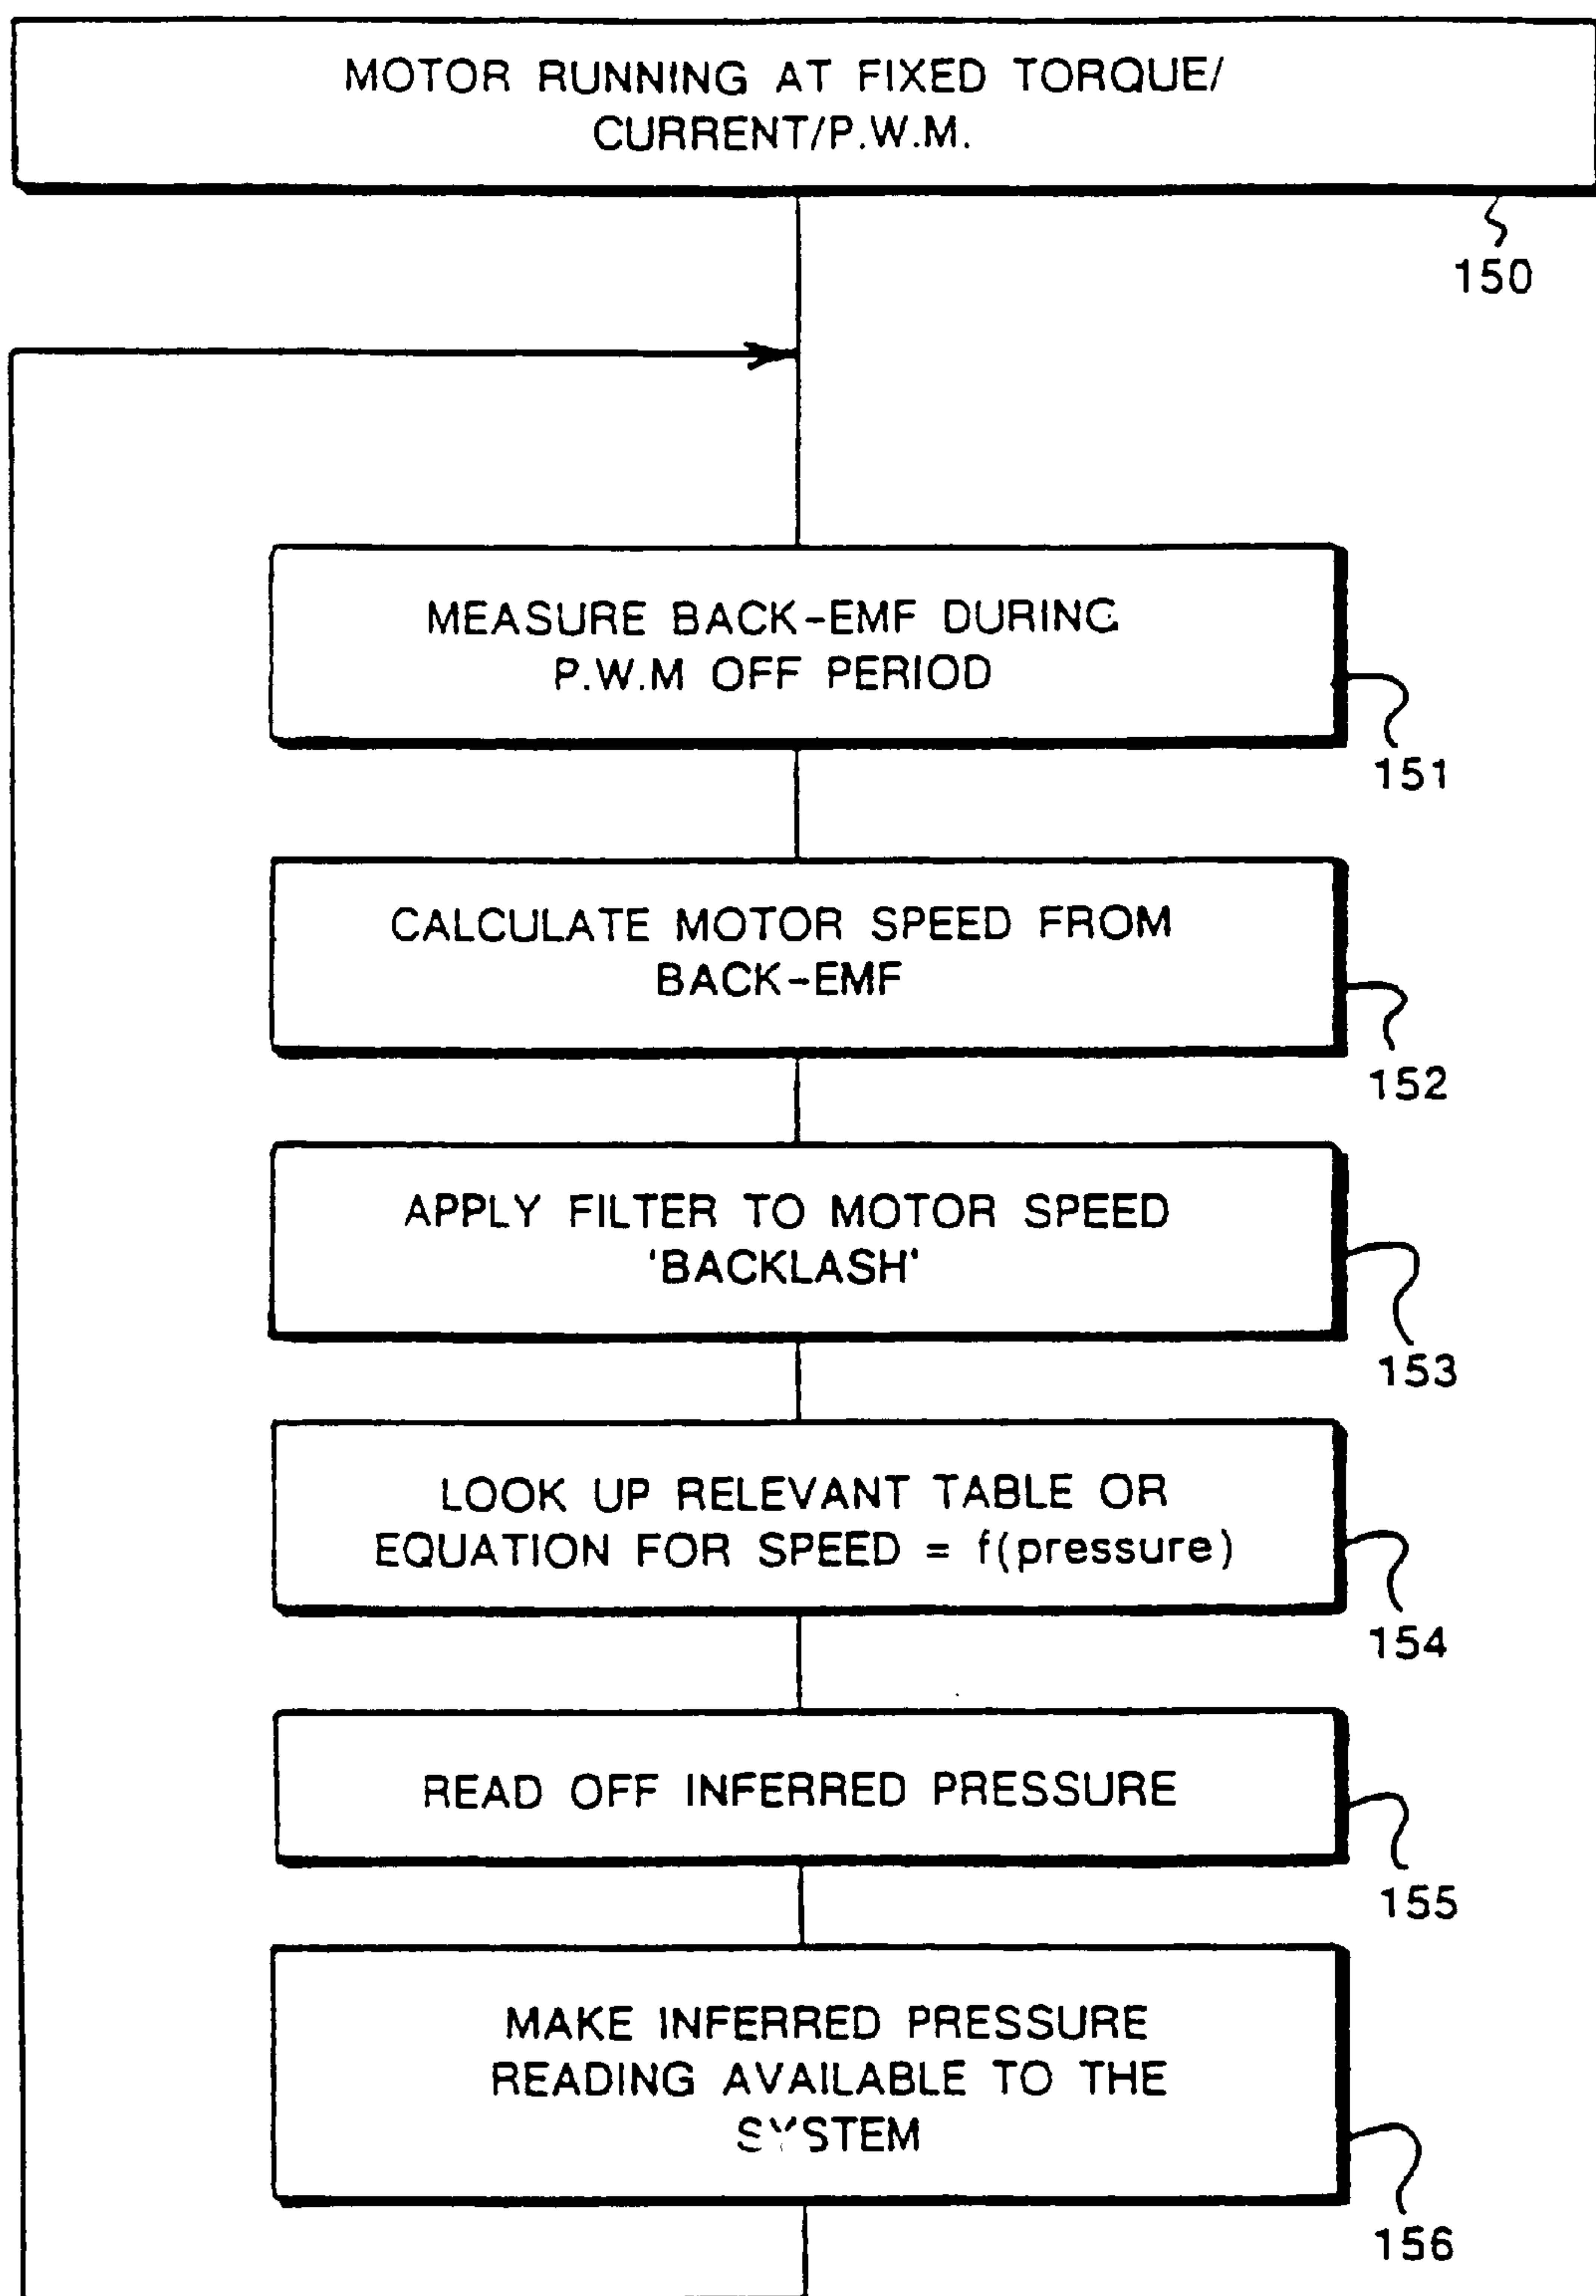 MOTOR RUNNING AT FIXED TORQUE/
CURRENT/P.W.M.
150
MEASURE BACK-EMF DURING
P.W.M OFF PERIOD
151
CALCULATE MOTOR SPEED FROM
BACK-EMF
152
APPLY FILTER TO MOTOR SPEED
'BACKLASH'
153
LOOK UP RELEVANT TABLE OR
EQUATION FOR SPEED = f(pressure)
154
READ OFF INFERRED PRESSURE
155
MAKE INFERRED PRESSURE
READING AVAILABLE TO THE
SYSTEM
156